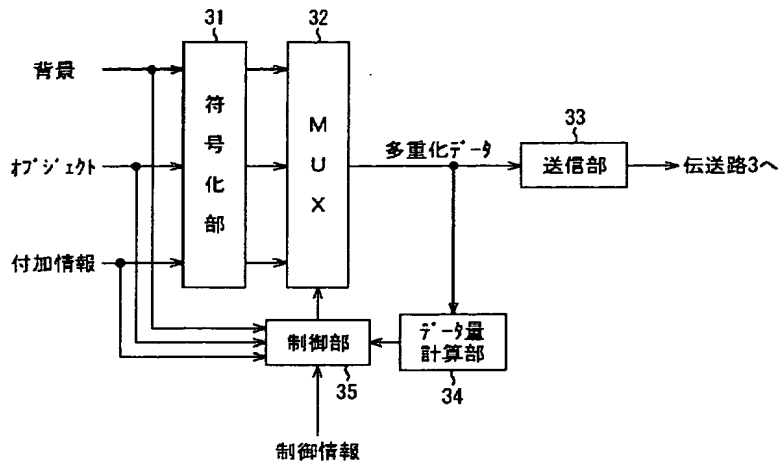 31
32
背景
符号化部
MUX
33
多重化データ
送信部
伝送路3へ
オブジェクト
付加情報
制御部
35
データ量
計算部
34
制御情報